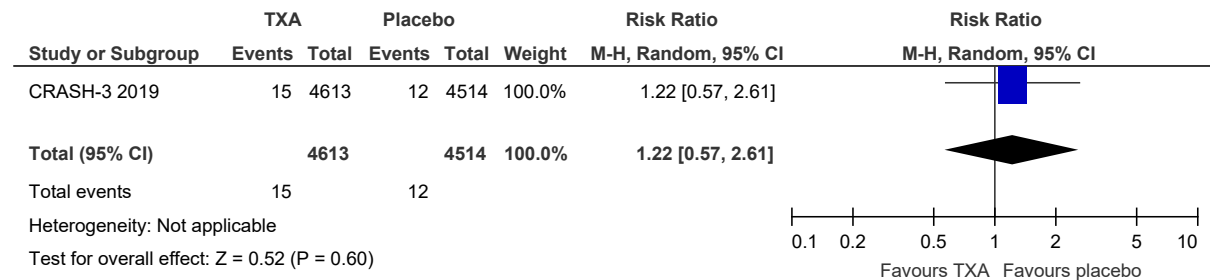 TXA Placebo Risk Ratio Risk Ratio
Study or Subgroup Events Total Events Total Weight M-H, Random, 95% CI M-H, Random, 95% CI
CRASH-3 2019 15 4613 12 4514 100.0% 1.22 [0.57, 2.61]
Total (95% CI) 4613 4514 100.0% 1.22 [0.57, 2.61]
Total events 15 12
Heterogeneity: Not applicable
Test for overall effect: Z = 0.52 (P = 0.60)
0.1 0.2 0.5 1 2 5 10
Favours TXA Favours placebo